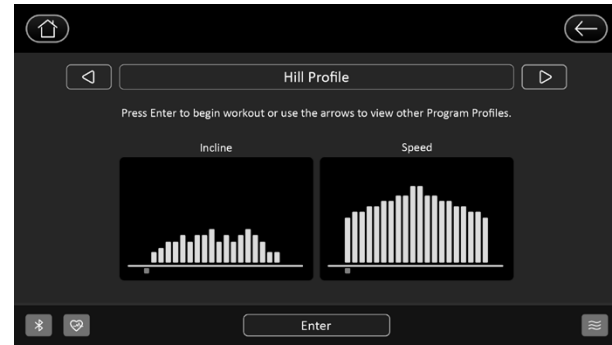 Hill Profile
Press Enter to begin workout or use the arrows to view other Program Profiles.
Incline Speed
Enter